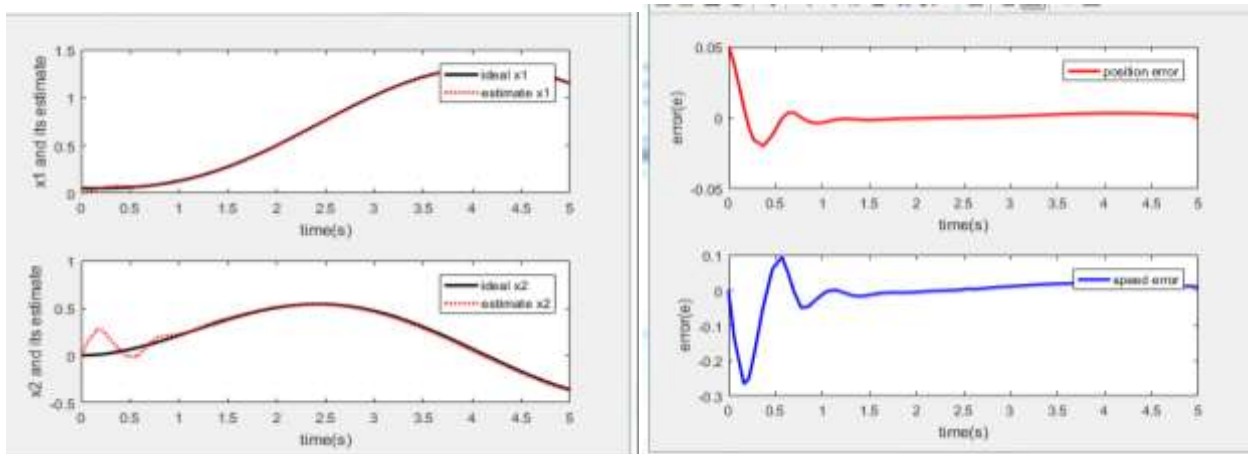 x1 and its estimate
1.5
1
0.5
0
ideal x1
estimate x1
0 0.5 1 1.5 2 2.5 3 3.5 4 4.5 5
time(s)
x2 and its estimate
1
0.5
0
-0.5
ideal x2
estimate x2
0 0.5 1 1.5 2 2.5 3 3.5 4 4.5 5
time(s)
error(e)
0.05
0
-0.05
position error
0 0.5 1 1.5 2 2.5 3 3.5 4 4.5 5
time(s)
error(e)
0.1
0
-0.1
-0.2
-0.3
speed error
0 0.5 1 1.5 2 2.5 3 3.5 4 4.5 5
time(s)